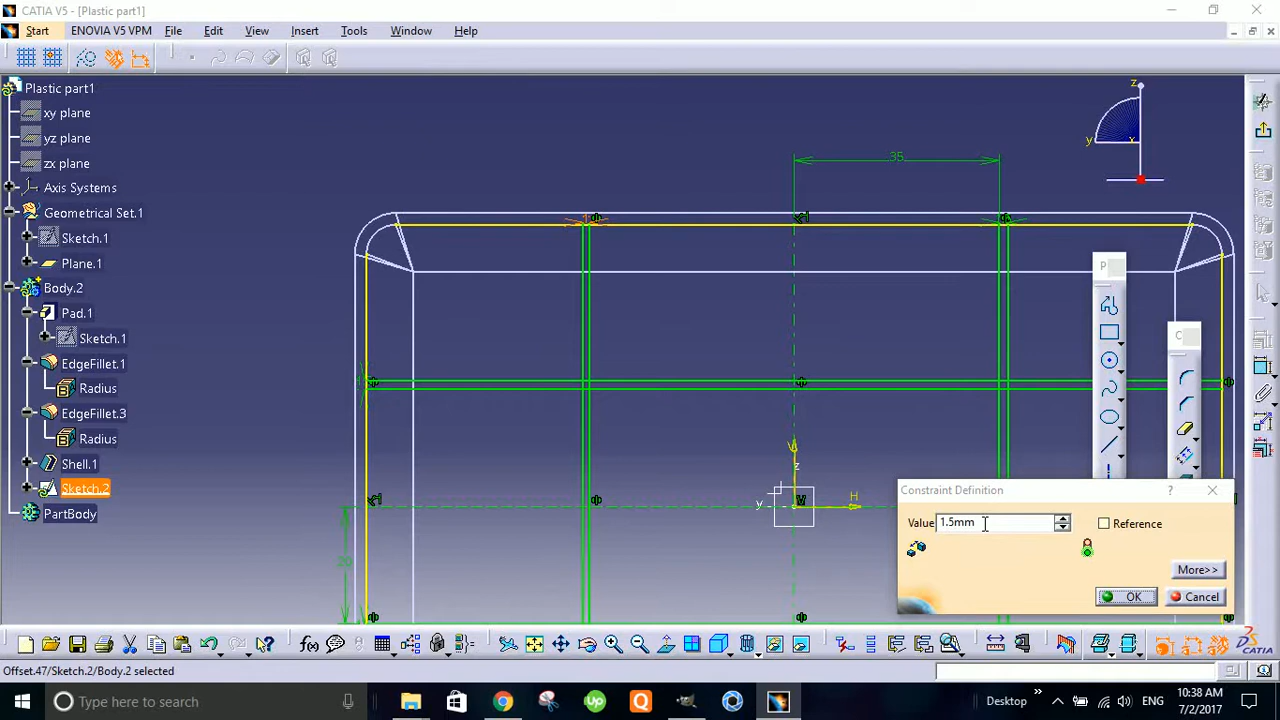 CATIA V5 - [Plastic part1]
Start ENOVIA V5 VPM File Edit View Insert Tools Window Help
Plastic part1
xy plane
yz plane
zx plane
Axis Systems
Geometrical Set.1
Sketch.1
Plane.1
Body.2
Pad.1
Sketch.1
EdgeFillet.1
Radius
EdgeFillet.3
Radius
Shell.1
Sketch.2
PartBody
z
y
x
35
P
C
z
y
V
H
20
Constraint Definition
Value 1.5mm
Reference
More>>
OK Cancel
f(x)
CATIA
Offset.47/Sketch.2/Body.2 selected
Type here to search
up
Q
Desktop
ENG
10:38 AM
7/2/2017